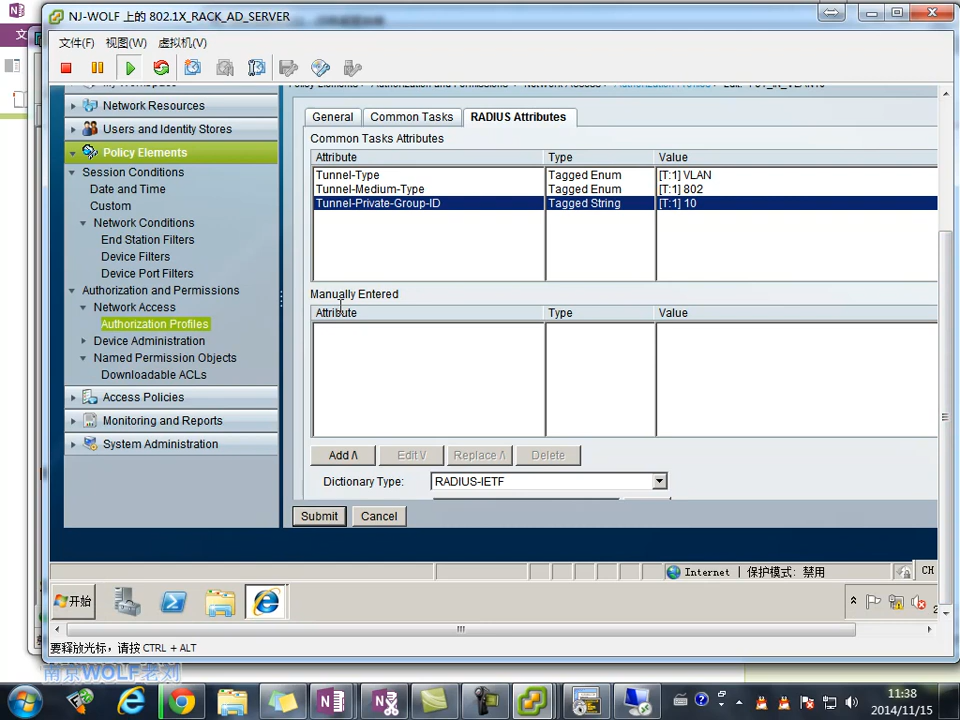 NJ-WOLF 上的 802.1X_RACK_AD_SERVER
文件(F) 视图(W) 虚拟机(V)
Network Resources
Users and Identity Stores
Policy Elements
Session Conditions
Date and Time
Custom
Network Conditions
End Station Filters
Device Filters
Device Port Filters
Authorization and Permissions
Network Access
Authorization Profiles
Device Administration
Named Permission Objects
Downloadable ACLs
Access Policies
Monitoring and Reports
System Administration
General Common Tasks RADIUS Attributes
Common Tasks Attributes
Attribute Type Value
Tunnel-Type Tagged Enum [T:1] VLAN
Tunnel-Medium-Type Tagged Enum [T:1] 802
Tunnel-Private-Group-ID Tagged String [T:1] 10
Manually Entered
Attribute Type Value
Add /\ Edit \/ Replace /\ Delete
Dictionary Type: RADIUS-IETF
Submit Cancel
Internet | 保护模式: 禁用
CH
开始
要释放光标，请按 CTRL + ALT
南京WOLF老刘
11:38
2014/11/15